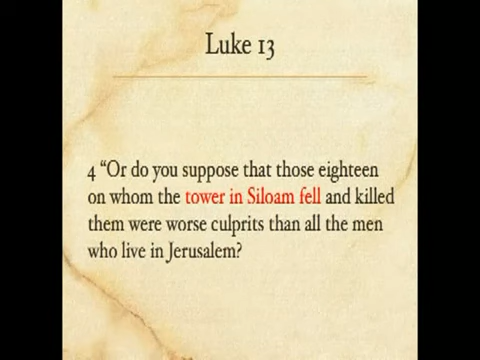 Luke 13
4 “Or do you suppose that those eighteen
on whom the tower in Siloam fell and killed
them were worse culprits than all the men
who live in Jerusalem?